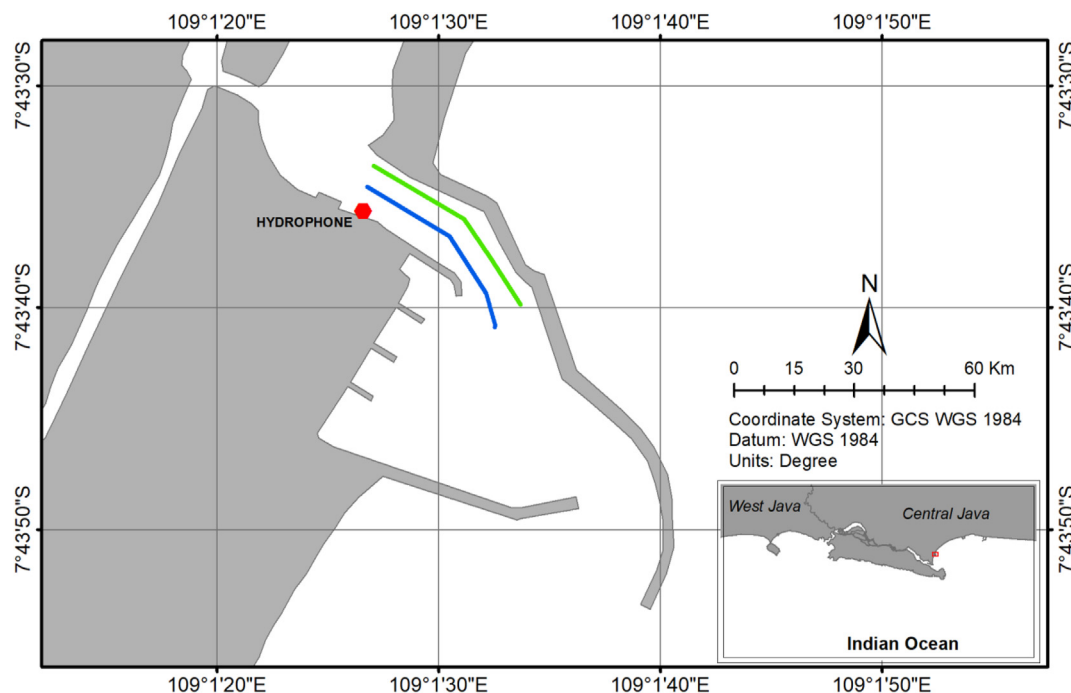 109°1'20"E 109°1'30"E 109°1'40"E 109°1'50"E
7°43'30"S 7°43'30"S
HYDROPHONE
7°43'40"S 7°43'40"S
N
0 15 30 60 Km
Coordinate System: GCS WGS 1984
Datum: WGS 1984
Units: Degree
West Java Central Java
7°43'50"S 7°43'50"S
Indian Ocean
109°1'20"E 109°1'30"E 109°1'40"E 109°1'50"E